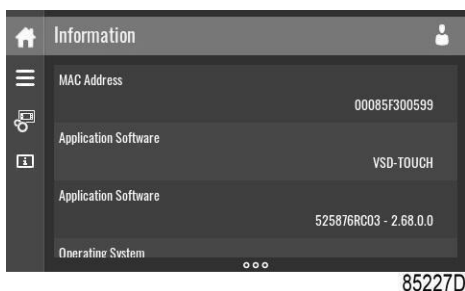 Information
MAC Address
00085F300599
Application Software
VSD-TOUCH
Application Software
525876RC03 - 2.68.0.0
Operating System
85227D